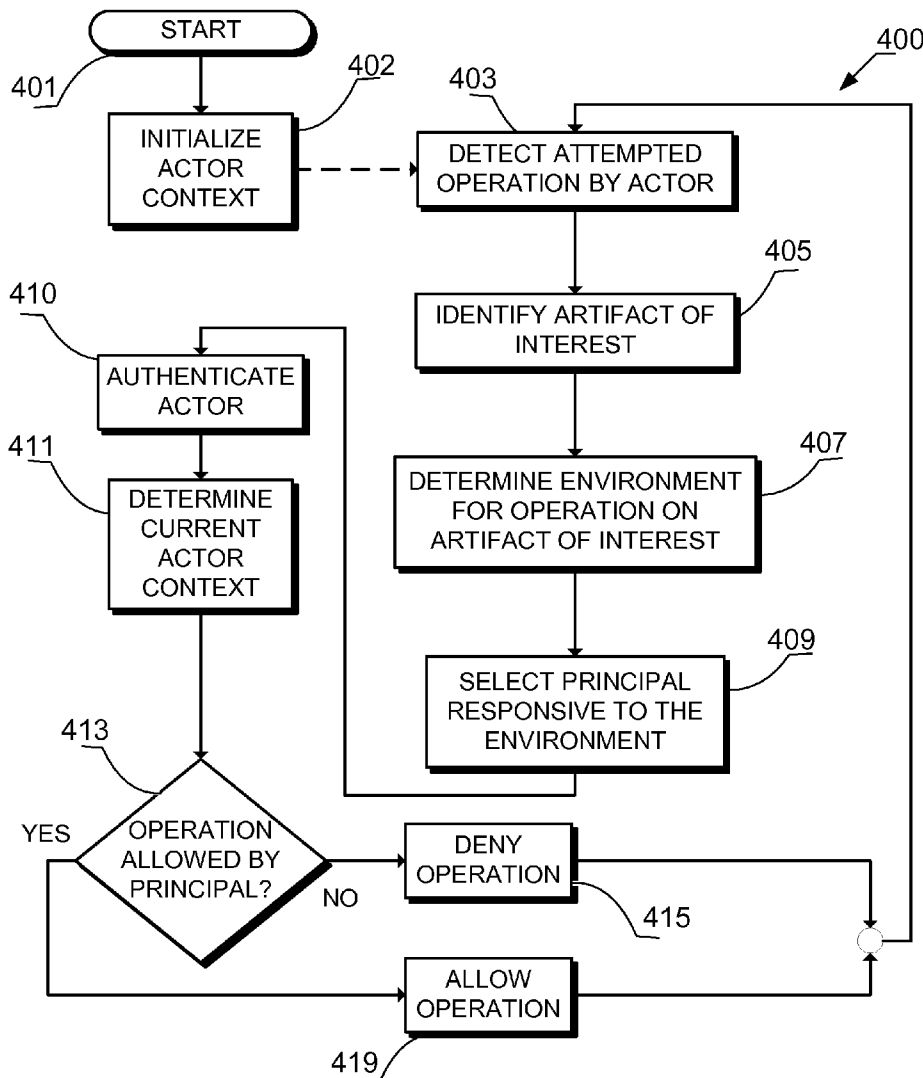 START
401
400
402
INITIALIZE
ACTOR
CONTEXT
403
DETECT ATTEMPTED
OPERATION BY ACTOR
405
IDENTIFY ARTIFACT OF
INTEREST
407
DETERMINE ENVIRONMENT
FOR OPERATION ON
ARTIFACT OF INTEREST
409
SELECT PRINCIPAL
RESPONSIVE TO THE
ENVIRONMENT
410
AUTHENTICATE
ACTOR
411
DETERMINE
CURRENT
ACTOR
CONTEXT
413
OPERATION
ALLOWED BY
PRINCIPAL?
YES
NO
DENY
OPERATION
415
ALLOW
OPERATION
419